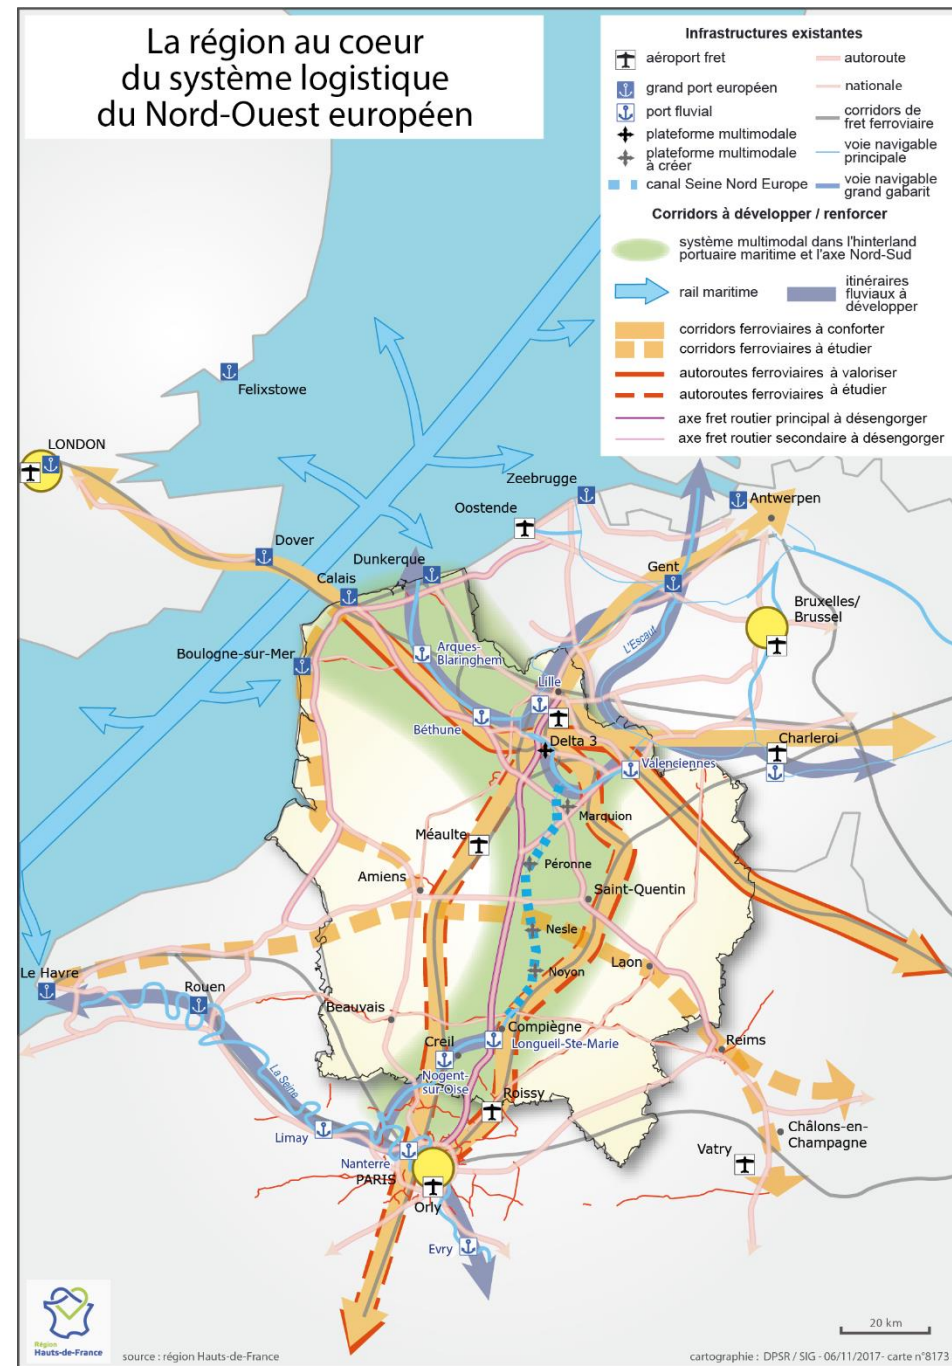 La région au coeur
du système logistique
du Nord-Ouest européen
Infrastructures existantes
aéroport fret
grand port européen
port fluvial
plateforme multimodale
plateforme multimodale
à créer
canal Seine Nord Europe
autoroute
nationale
corridors de
fret ferroviaire
voie navigable
principale
voie navigable
grand gabarit
Corridors à développer / renforcer
système multimodal dans l'hinterland
portuaire maritime et l'axe Nord-Sud
rail maritime
itinéraires
fluviaux à
développer
corridors ferroviaires à conforter
corridors ferroviaires à étudier
autoroutes ferroviaires à valoriser
autoroutes ferroviaires à étudier
axe fret routier principal à désengorger
axe fret routier secondaire à désengorger
Felixstowe
LONDON
Zeebrugge
Antwerpen
Oostende
Dover
Dunkerque
Gent
Calais
Bruxelles/
Brussel
L'Escaut
Boulogne-sur-Mer
Arques-
Blaringhem
Lille
Béthune
Delta 3
Charleroi
Valenciennes
Marquion
Méaulte
Péronne
Amiens
Saint-Quentin
Nesle
Laon
Noyon
Le Havre
Rouen
Beauvais
Compiègne
Longueil-Ste-Marie
Creil
Reims
Nogent-
sur-Oise
Roissy
La Seine
Limay
Châlons-en-
Champagne
Vatry
Nanterre
PARIS
Orly
Evry
Région
Hauts-de-France
source : région Hauts-de-France
20 km
cartographie : DPSR / SIG - 06/11/2017- carte n°8173